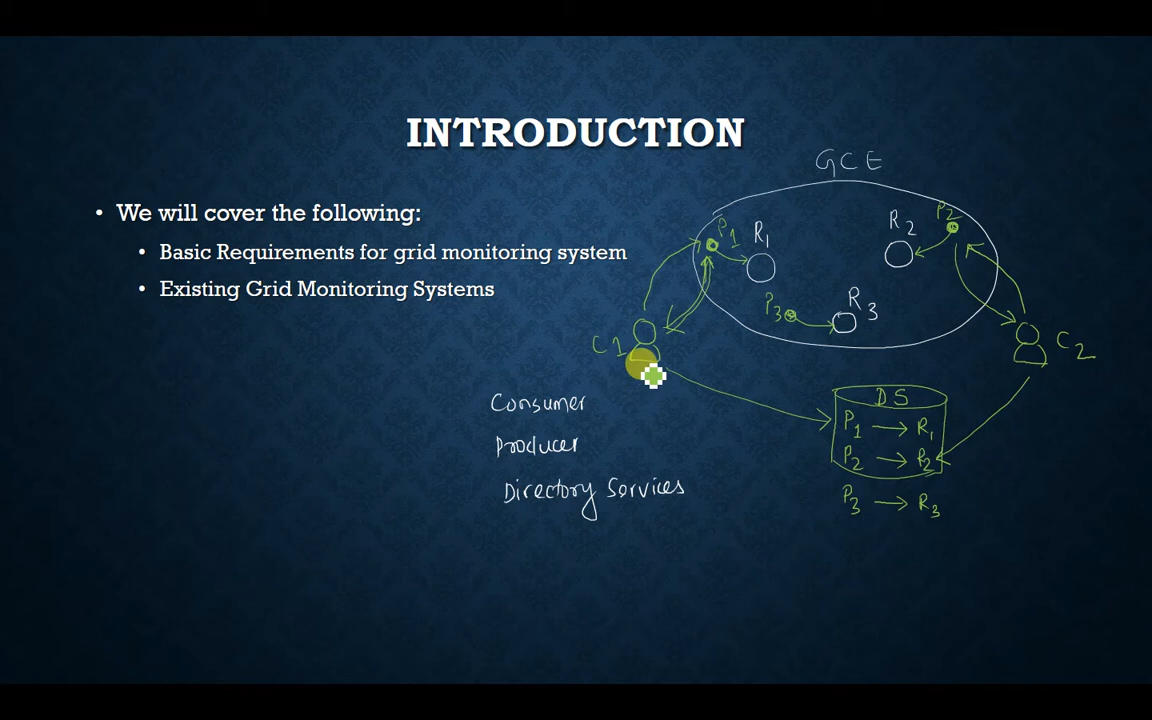 INTRODUCTION
• We will cover the following:
• Basic Requirements for grid monitoring system
• Existing Grid Monitoring Systems
GCE
P1
R1
R2
P2
P3
R3
C1
C2
Consumer
Producer
Directory Services
DS
P1 → R1
P2 → R2
P3 → R3